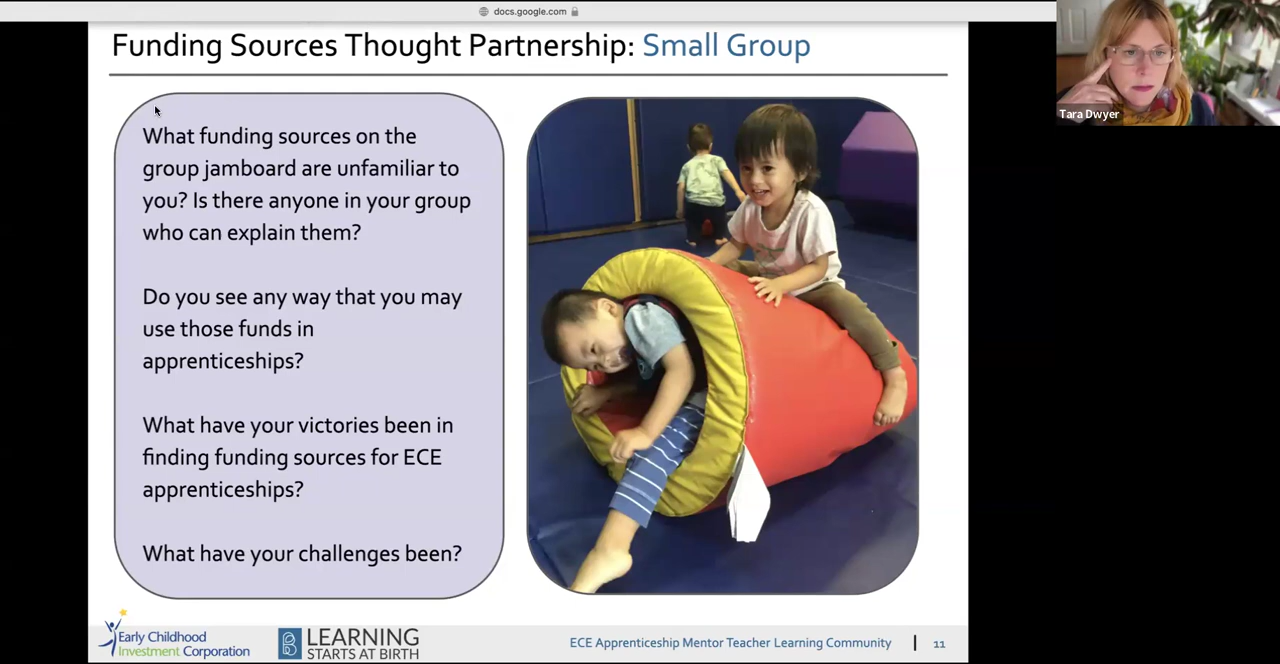 docs.google.com
Funding Sources Thought Partnership: Small Group
What funding sources on the
group jamboard are unfamiliar to
you? Is there anyone in your group
who can explain them?
Do you see any way that you may
use those funds in
apprenticeships?
What have your victories been in
finding funding sources for ECE
apprenticeships?
What have your challenges been?
Tara Dwyer
Early Childhood
Investment Corporation
LEARNING
STARTS AT BIRTH
ECE Apprenticeship Mentor Teacher Learning Community | 11